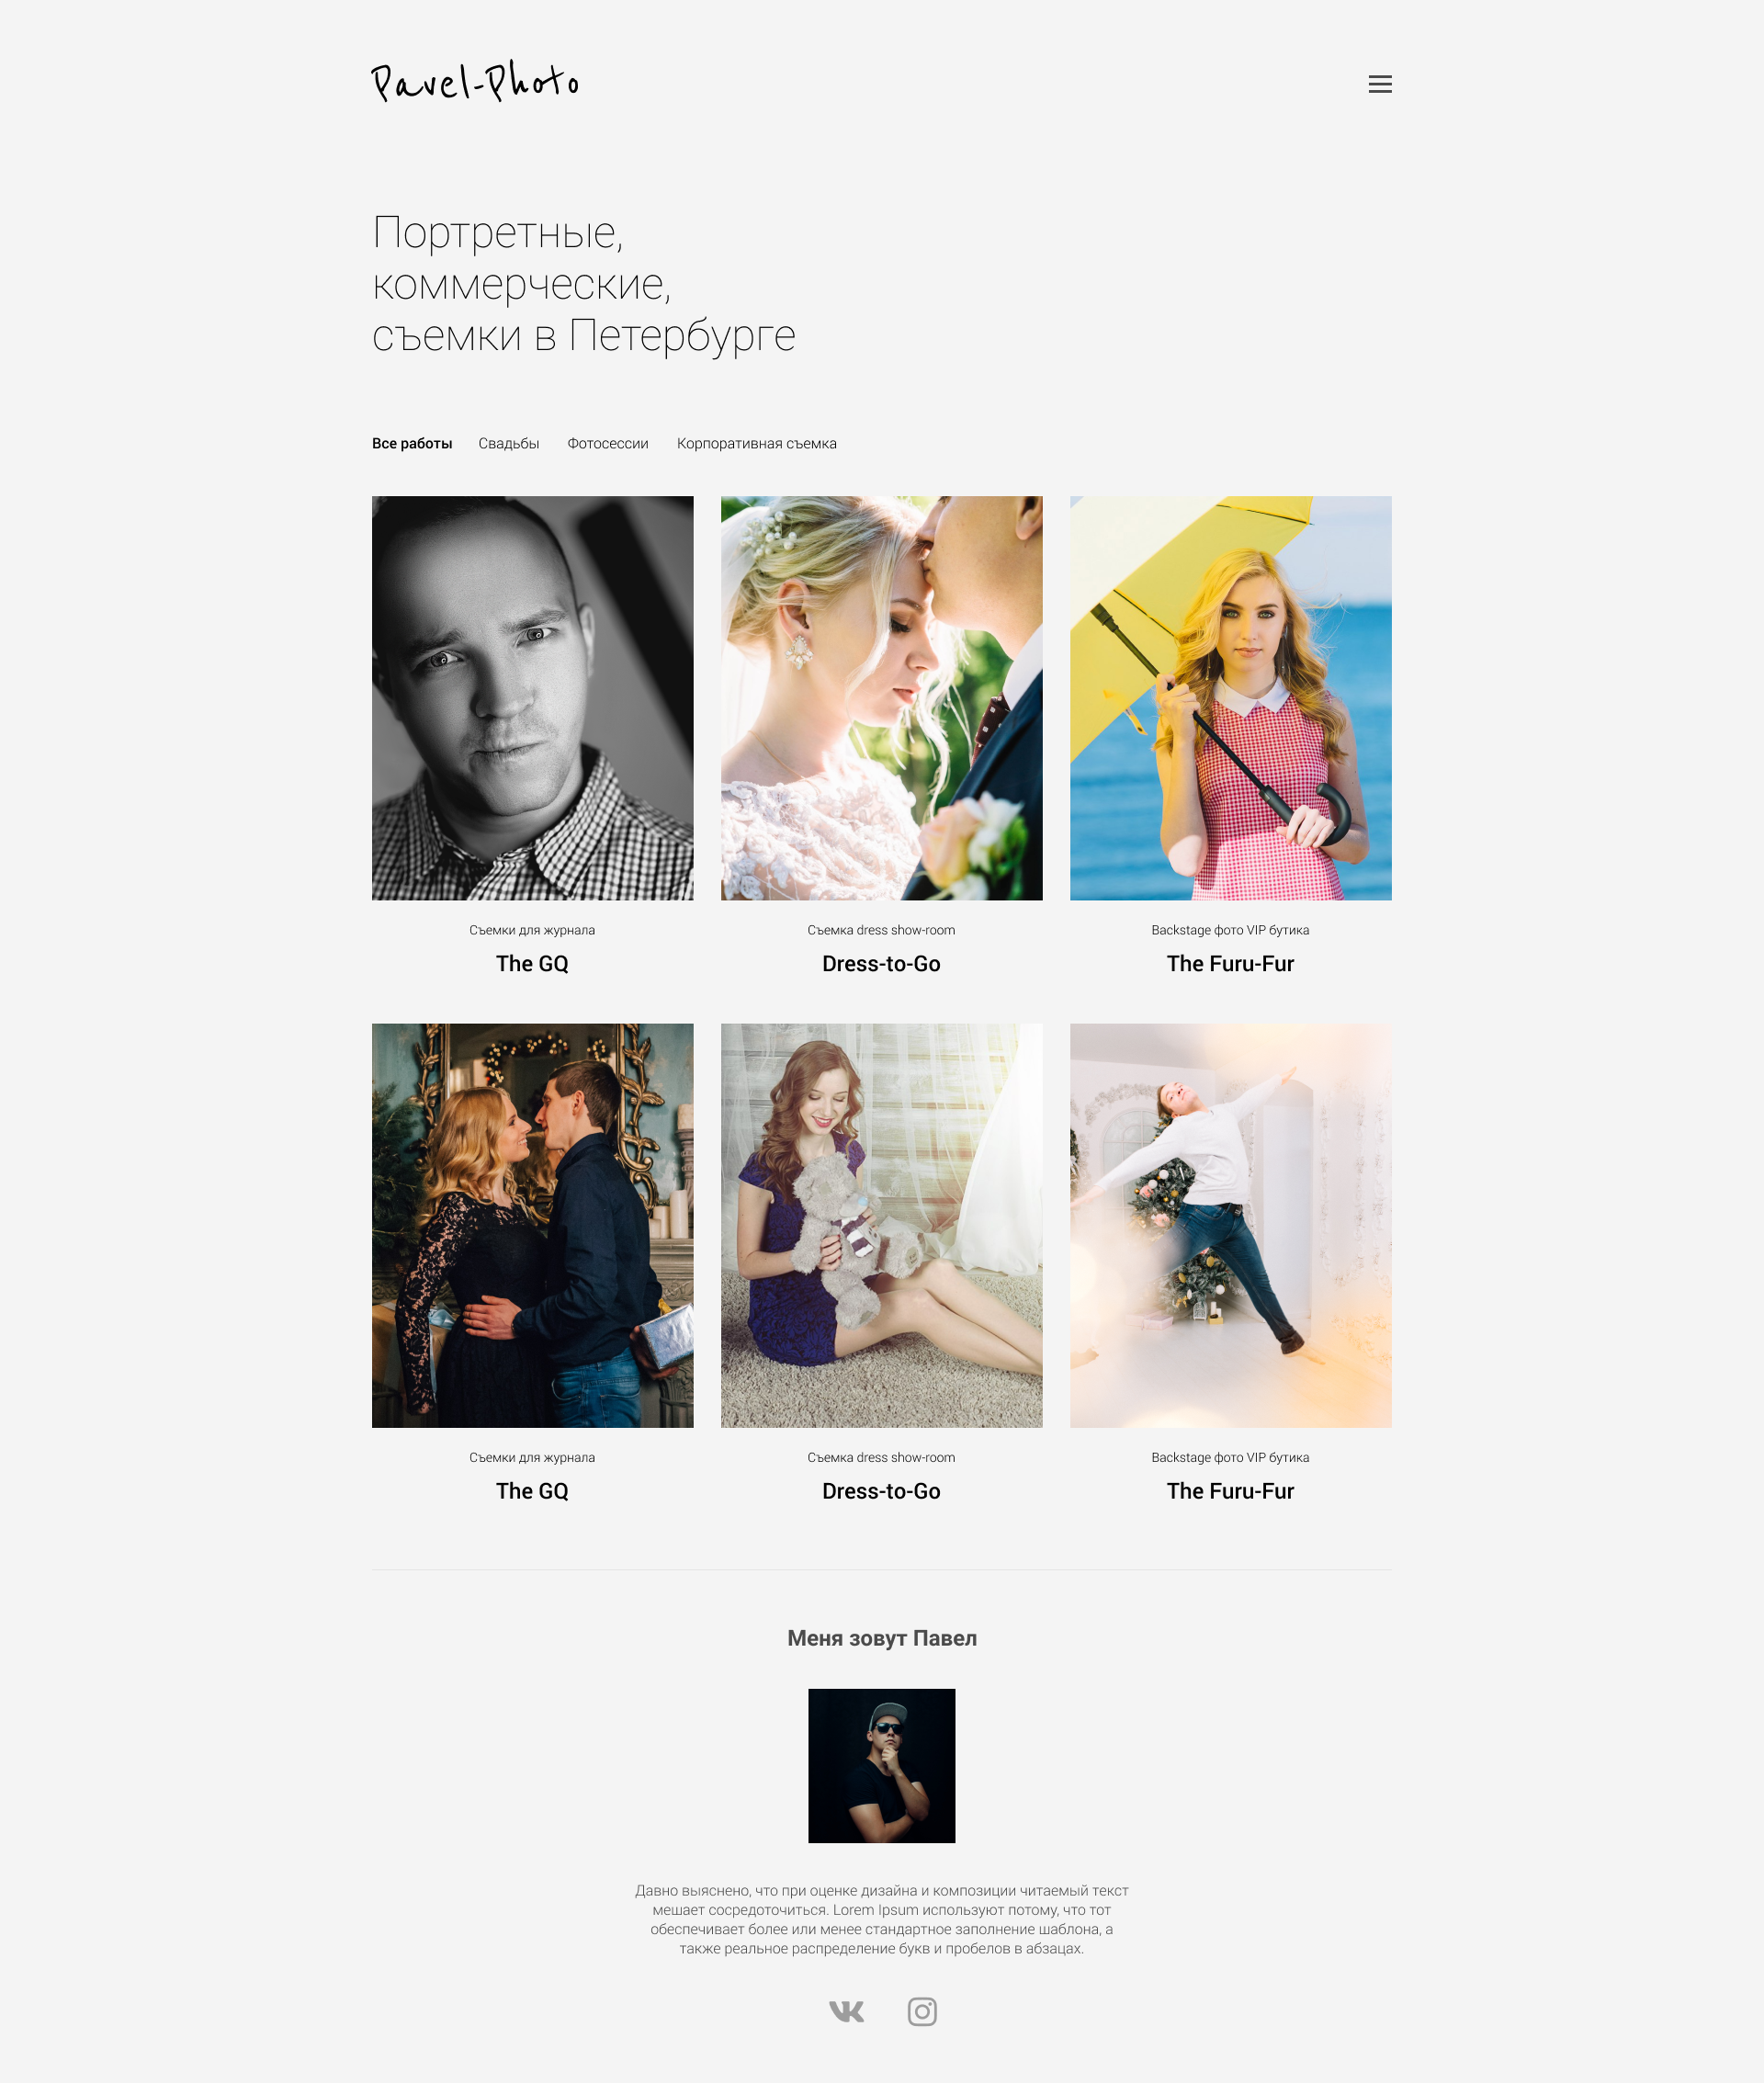 Pavel-Photo
Портретные,
коммерческие,
съемки в Петербурге
Все работы Свадьбы Фотосессии Корпоративная съемка
Съемки для журнала
The GQ
Съемка dress show-room
Dress-to-Go
Backstage фото VIP бутика
The Furu-Fur
Съемки для журнала
The GQ
Съемка dress show-room
Dress-to-Go
Backstage фото VIP бутика
The Furu-Fur
Меня зовут Павел
Давно выяснено, что при оценке дизайна и композиции читаемый текст
мешает сосредоточиться. Lorem Ipsum используют потому, что тот
обеспечивает более или менее стандартное заполнение шаблона, а
также реальное распределение букв и пробелов в абзацах.